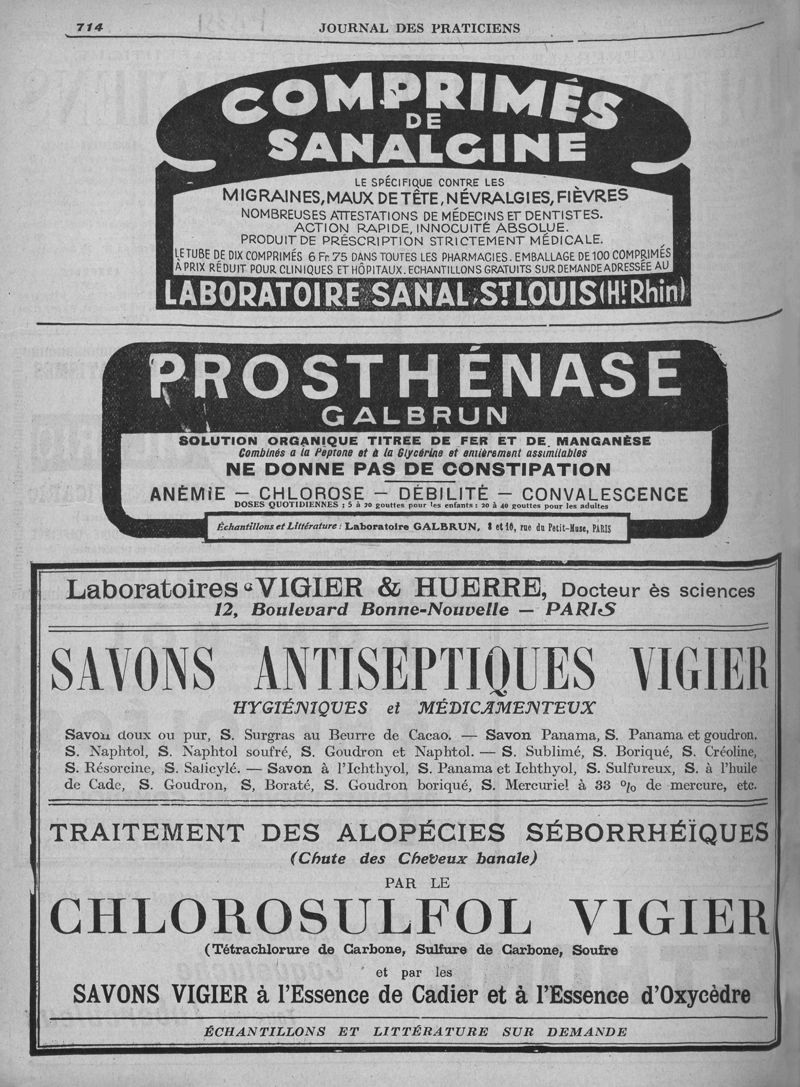 714
JOURNAL DES PRATICIENS
COMPRIMÉS
DE
SANALGINE
LE SPÉCIFIQUE CONTRE LES
MIGRAINES, MAUX DE TÊTE, NÉVRALGIES, FIÈVRES
NOMBREUSES ATTESTATIONS DE MÉDECINS ET DENTISTES.
ACTION RAPIDE, INNOCUITÉ ABSOLUE.
PRODUIT DE PRÉSCRIPTION STRICTEMENT MÉDICALE.
LE TUBE DE DIX COMPRIMÉS 6 Fr. 75 DANS TOUTES LES PHARMACIES. EMBALLAGE DE 100 COMPRIMÉS
À PRIX RÉDUIT POUR CLINIQUES ET HÔPITAUX. ECHANTILLONS GRATUITS SUR DEMANDE ADRESSÉE AU
LABORATOIRE SANAL, ST LOUIS (Ht Rhin)
PROSTHÉNASE
GALBRUN
SOLUTION ORGANIQUE TITRÉE DE FER ET DE MANGANÈSE
Combinés a la Peptone et à la Glycérine et entièrement assimilables
NE DONNE PAS DE CONSTIPATION
ANÉMIE — CHLOROSE — DÉBILITÉ — CONVALESCENCE
DOSES QUOTIDIENNES : 5 à 20 gouttes pour les enfants : 20 à 40 gouttes pour les adultes
Échantillons et Littérature : Laboratoire GALBRUN, 8 et 10, rue du Petit-Musc, PARIS
Laboratoires VIGIER & HUERRE, Docteur ès sciences
12, Boulevard Bonne-Nouvelle — PARIS
SAVONS ANTISEPTIQUES VIGIER
HYGIÉNIQUES et MÉDICAMENTEUX
Savon doux ou pur, S. Surgras au Beurre de Cacao. — Savon Panama, S. Panama et goudron.
S. Naphtol, S. Naphtol soufré, S. Goudron et Naphtol. — S. Sublimé, S. Boriqué, S. Créoline,
S. Résorcine, S. Salicylé. — Savon à l'Ichthyol, S. Panama et Ichthyol, S. Sulfureux, S. à l'huile
de Cade, S. Goudron, S, Boraté, S. Goudron boriqué, S. Mercuriel à 33 % de mercure, etc.
TRAITEMENT DES ALOPÉCIES SÉBORRHÉÏQUES
(Chute des Cheveux banale)
PAR LE
CHLOROSULFOL VIGIER
(Tétrachlorure de Carbone, Sulfure de Carbone, Soufre
et par les
SAVONS VIGIER à l'Essence de Cadier et à l'Essence d'Oxycèdre
ÉCHANTILLONS ET LITTÉRATURE SUR DEMANDE